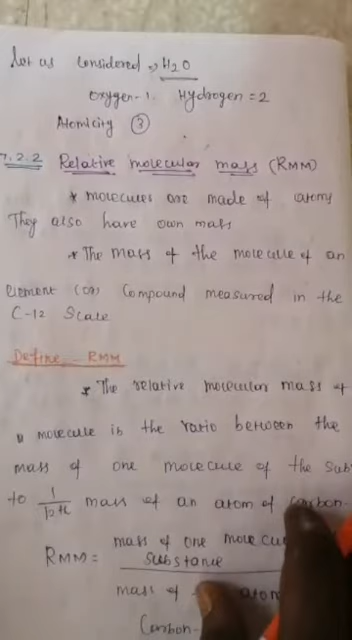 let us considered, H2O
Oxygen-1. Hydrogen=2
Atomicity ③
7.2.2 Relative molecular mass (RMM)
* molecules are made of atoms
They also have own mass
* The mass of the molecule of an
element (or) compound measured in the
C-12 Scale
Define RMM
* The relative molecular mass of
a molecule is the ratio between the
mass of one molecule of the Sub
to 1/12th mass of an atom of Carbon-
RMM= mass of one molecu
Substance
mass of atom
Carbon-